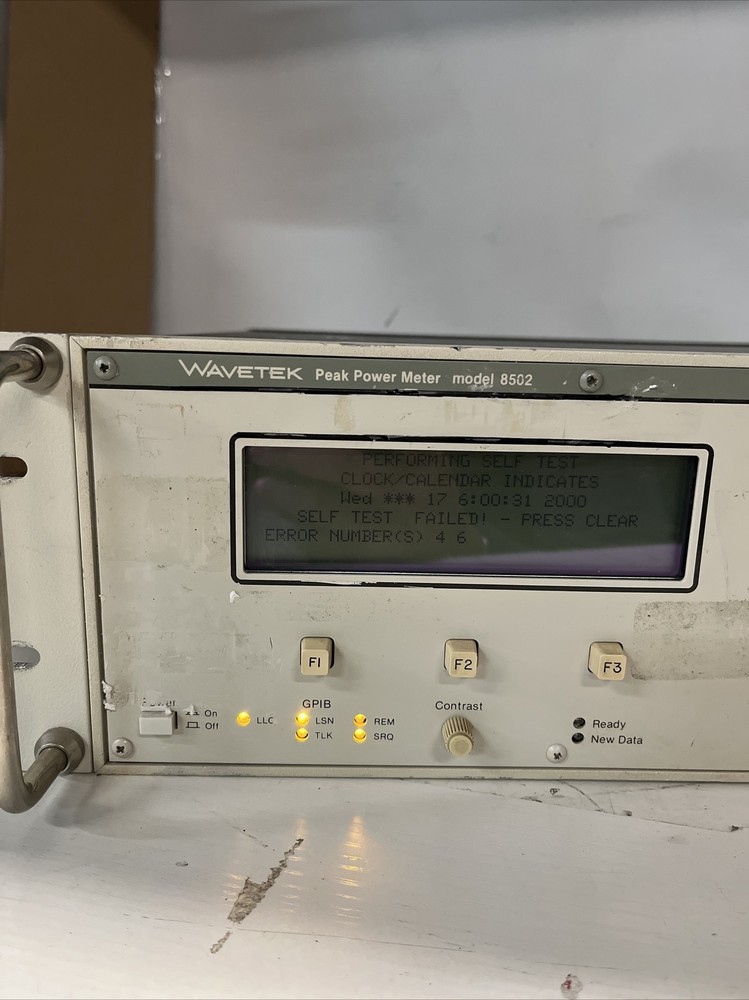 WAVETEK Peak Power Meter model 8502
PERFORMING SELF TEST
CLOCK/CALENDAR INDICATES
Wed *** 17 6:00:31 2000
SELF TEST FAILED! - PRESS CLEAR
ERROR NUMBER(S) 4 6
F1 F2 F3
Power
On
Off
LLO
GPIB
LSN
REM
TLK
SRQ
Contrast
Ready
New Data